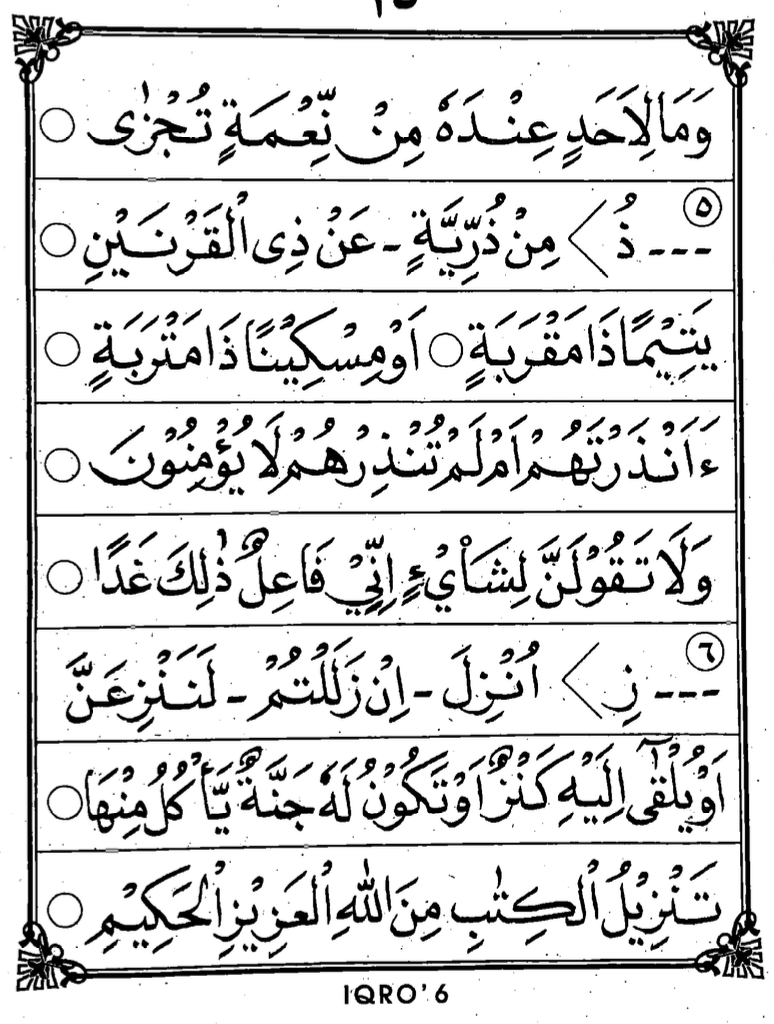 ١٥
وَمَا لِاَحَدٍ عِنْدَهٗ مِنْ نِّعْمَةٍ تُجْزٰى ○
٥ --- ذُ < مِنْ ذُرِّيَّةٍ - عَنْ ذِى الْقَرْنَيْنِ ○
يَتِيْمًا ذَا مَقْرَبَةٍ ○ اَوْ مِسْكِيْنًا ذَا مَتْرَبَةٍ ○
ءَاَنْذَرْتَهُمْ اَمْ لَمْ تُنْذِرْهُمْ لَا يُؤْمِنُوْنَ ○
وَلَا تَقُوْلَنَّ لِشَاْيْءٍ اِنِّيْ فَاعِلٌ ذٰلِكَ غَدًا ○
٦ --- زِ < اُنْزِلَ - اِنْ زَلَلْتُمْ - لَنَنْزِعَنَّ
اَوْ يُلْقٰٓى اِلَيْهِ كَنْزٌ اَوْ تَكُوْنُ لَهٗ جَنَّةٌ يَّأْكُلُ مِنْهَا ○
تَنْزِيْلُ الْكِتٰبِ مِنَ اللّٰهِ الْعَزِيْزِ الْحَكِيْمِ ○
IQRO' 6